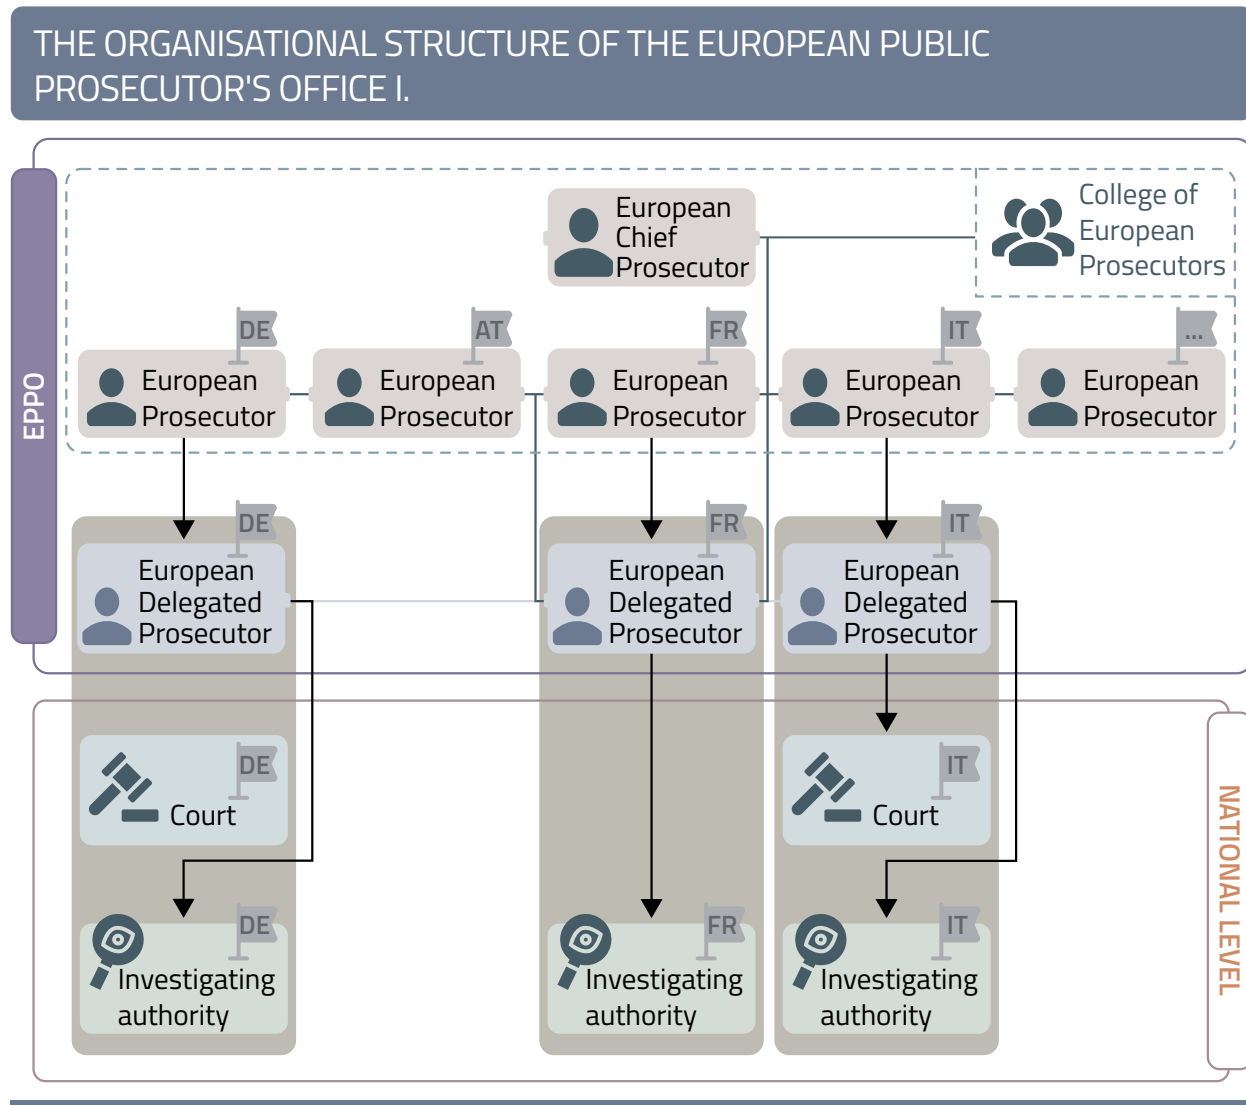 THE ORGANISATIONAL STRUCTURE OF THE EUROPEAN PUBLIC
PROSECUTOR'S OFFICE I.
EPPO
European
Chief
Prosecutor
College of
European
Prosecutors
DE
European
Prosecutor
AT
European
Prosecutor
FR
European
Prosecutor
IT
European
Prosecutor
...
European
Prosecutor
DE
European
Delegated
Prosecutor
FR
European
Delegated
Prosecutor
IT
European
Delegated
Prosecutor
NATIONAL LEVEL
DE
Court
IT
Court
DE
Investigating
authority
FR
Investigating
authority
IT
Investigating
authority